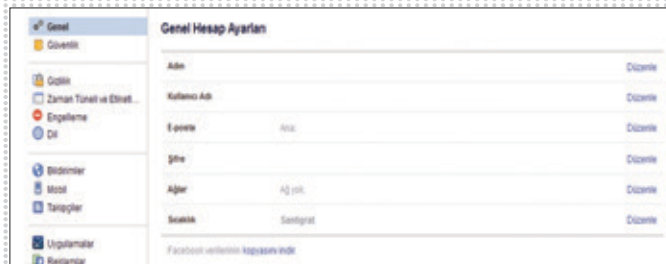 Genel
Güvenlik
Gizlilik
Zaman Tüneli ve Etiketl...
Engelleme
Dil
Bildirimler
Mobil
Takipçiler
Uygulamalar
Reklamlar
Genel Hesap Ayarları
Adın Düzenle
Kullanıcı Adı Düzenle
E-posta Ana: Düzenle
Şifre Düzenle
Ağlar Ağ yok. Düzenle
Sıcaklık Santigrat Düzenle
Facebook verilerinin kopyasını indir.